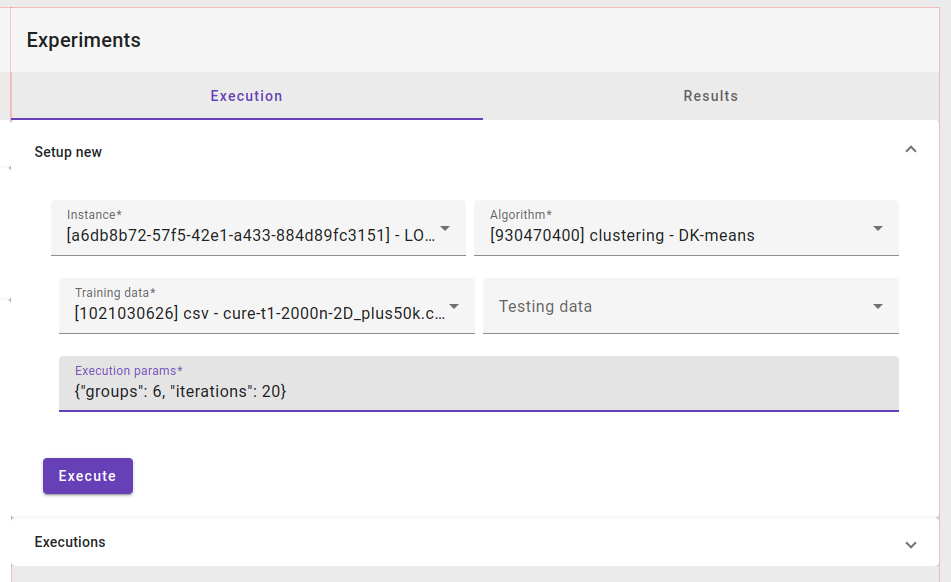 Experiments
Execution
Results
Setup new
Instance*
[a6db8b72-57f5-42e1-a433-884d89fc3151] - LO...
Algorithm*
[930470400] clustering - DK-means
Training data*
[1021030626] csv - cure-t1-2000n-2D_plus50k.c...
Testing data
Execution params*
{"groups": 6, "iterations": 20}
Execute
Executions